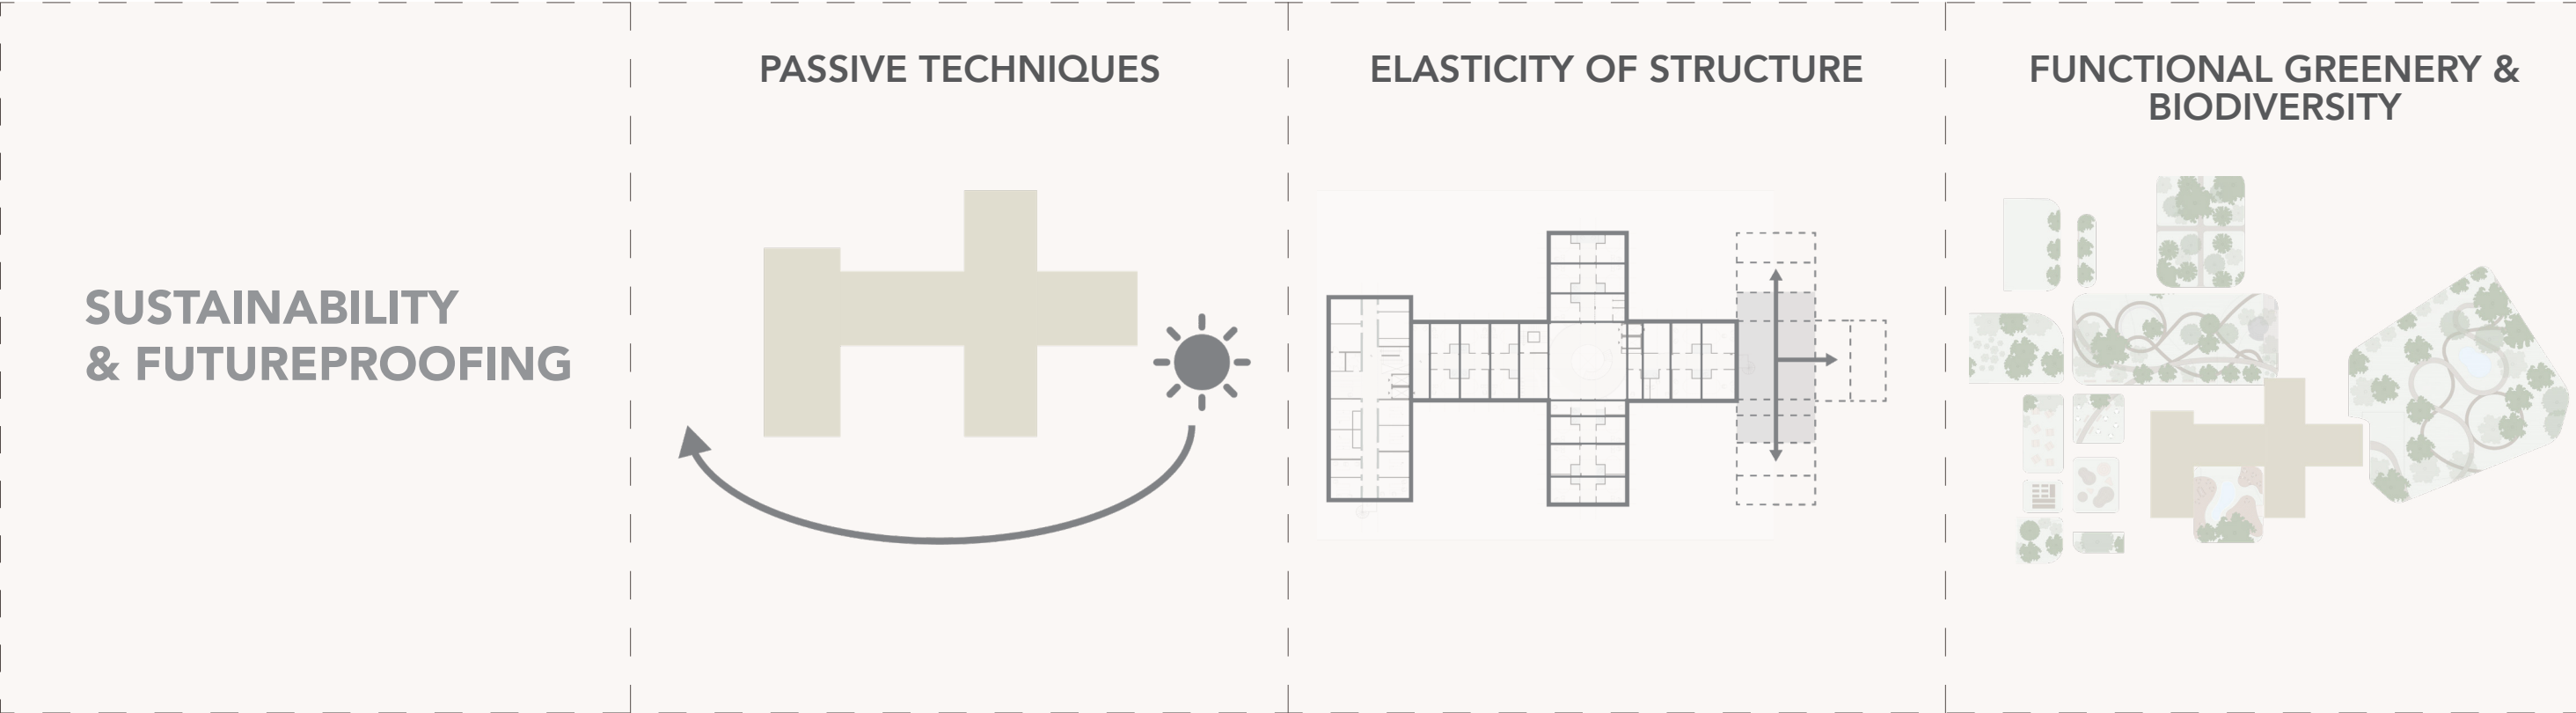 SUSTAINABILITY
& FUTUREPROOFING
PASSIVE TECHNIQUES
ELASTICITY OF STRUCTURE
FUNCTIONAL GREENERY &
BIODIVERSITY